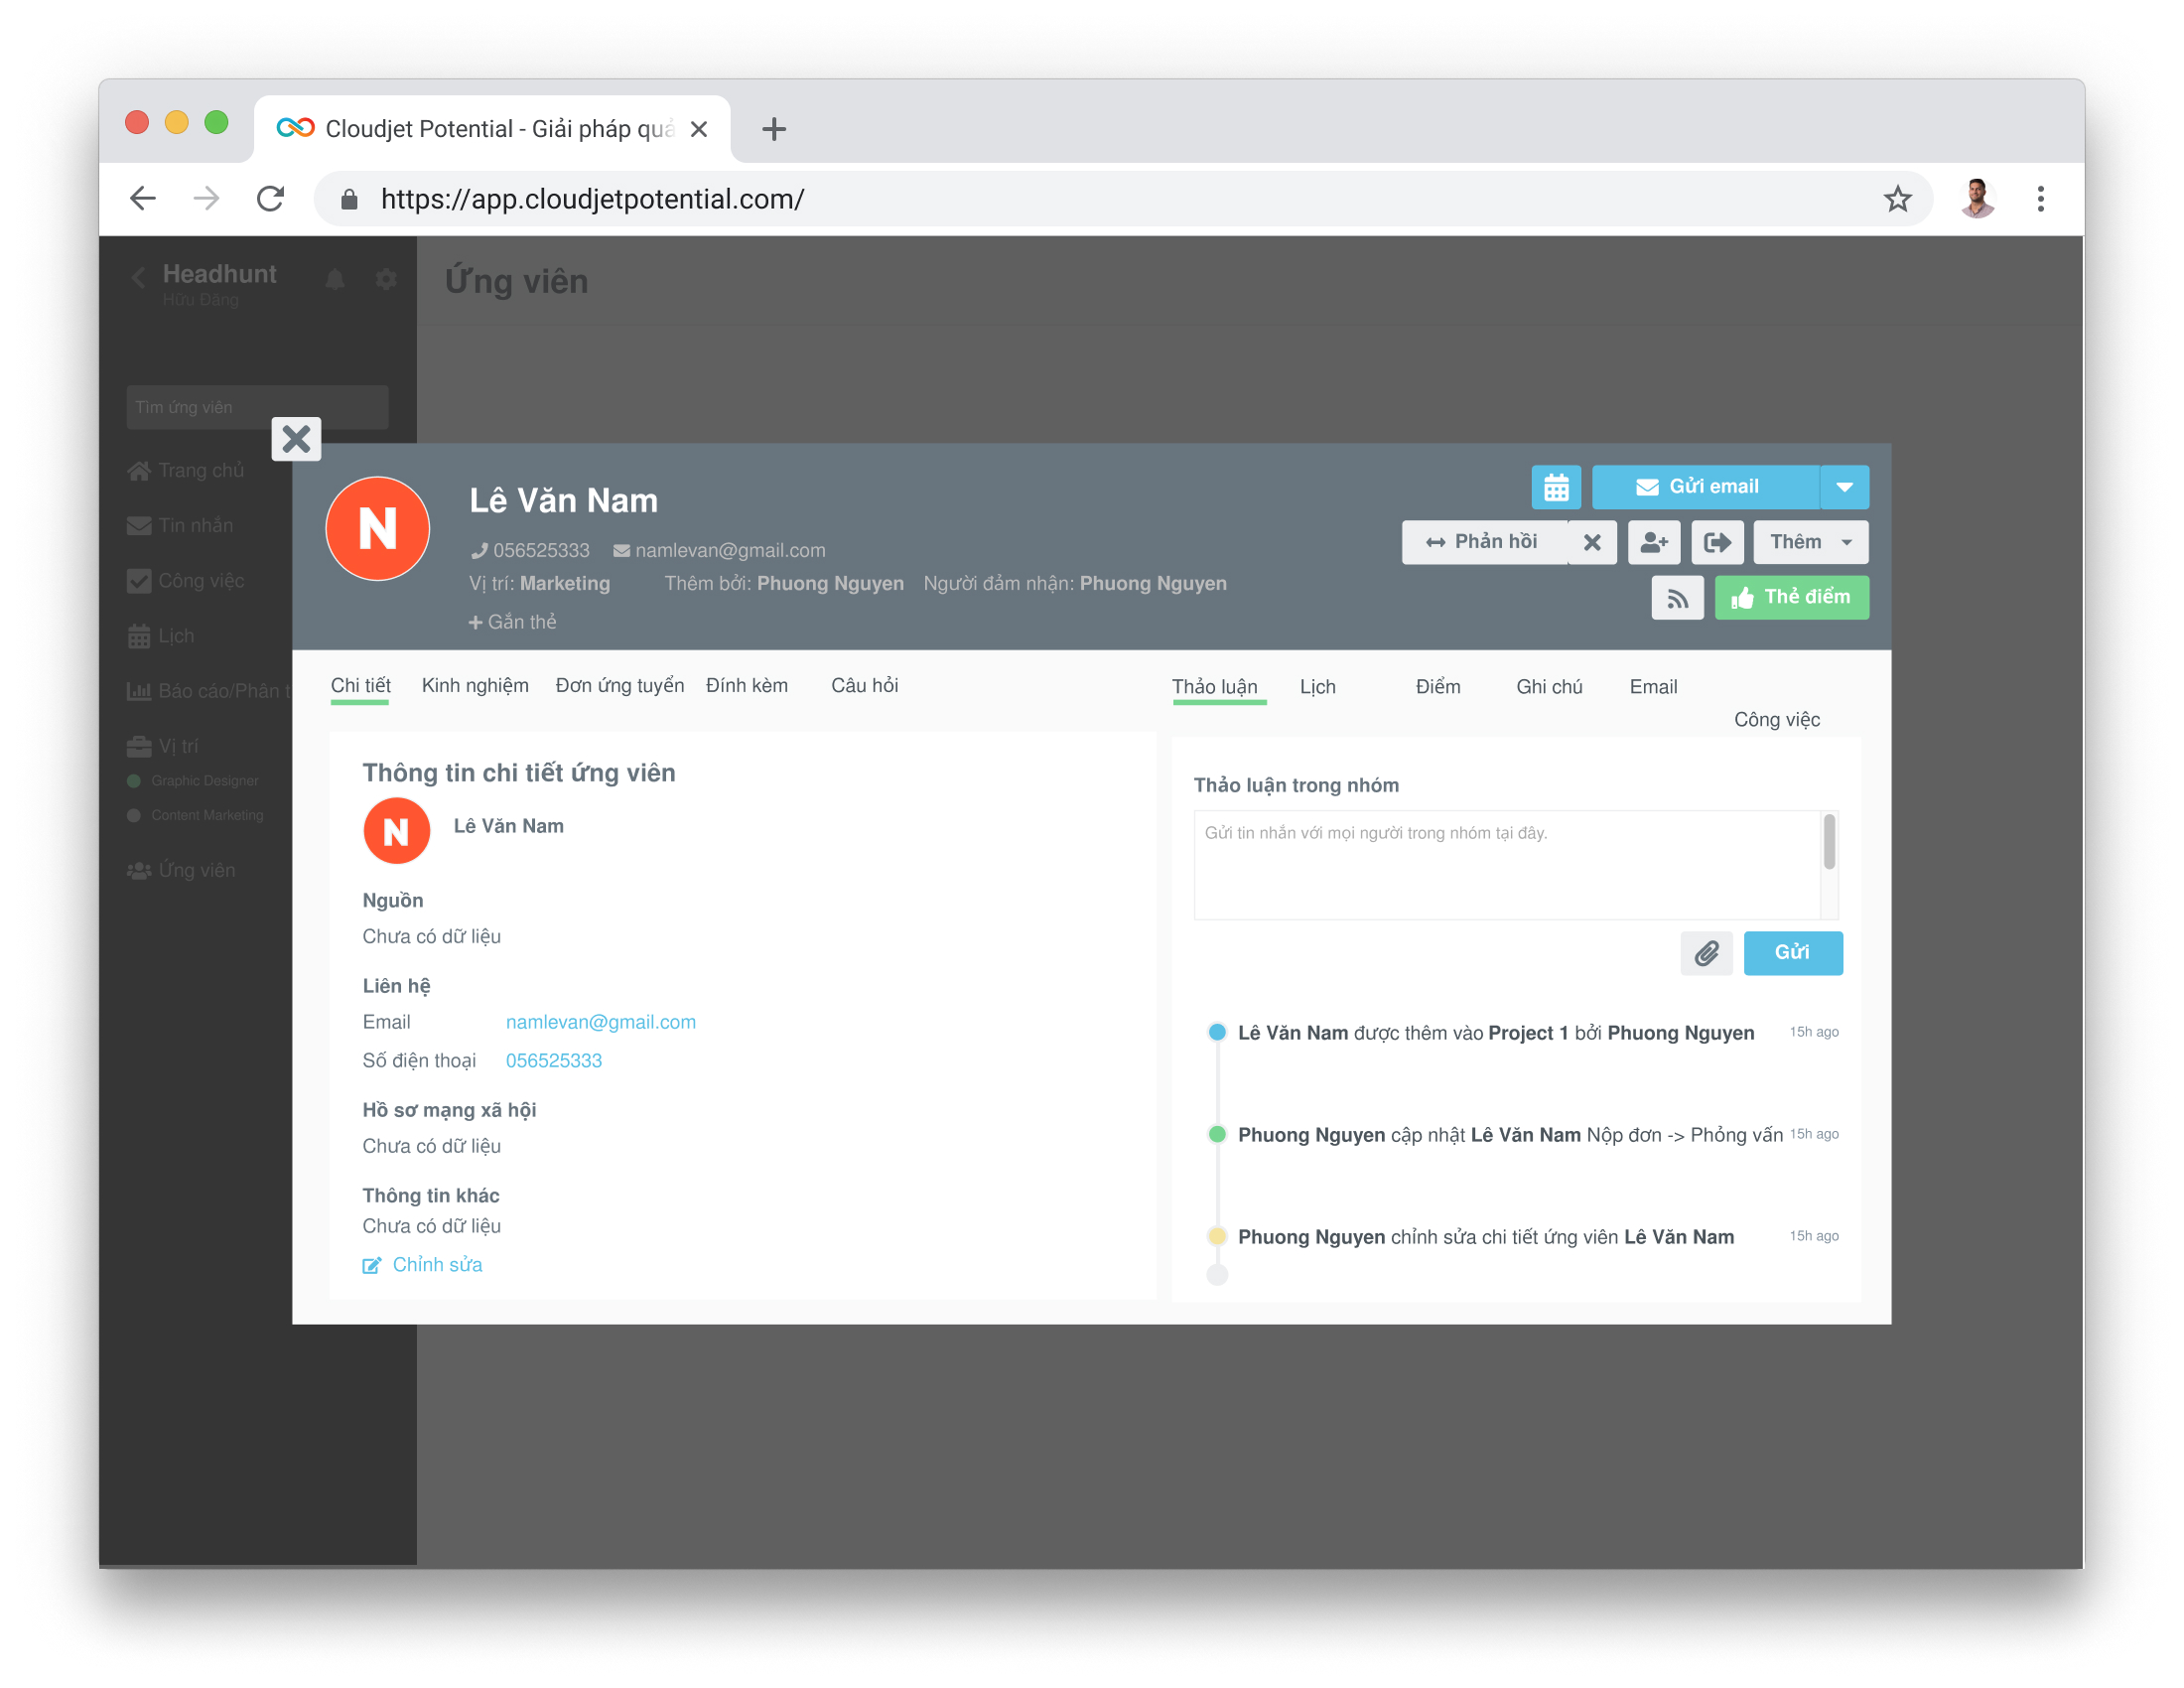 Cloudjet Potential - Giải pháp quả
https://app.cloudjetpotential.com/
Headhunt
Hữu Đăng
Ứng viên
Tìm ứng viên
Trang chủ
Tin nhắn
Công việc
Lịch
Báo cáo/Phân t
Vị trí
Graphic Designer
Content Marketing
Ứng viên
N
Lê Văn Nam
056525333 namlevan@gmail.com
Vị trí: Marketing Thêm bởi: Phuong Nguyen Người đảm nhận: Phuong Nguyen
Gắn thẻ
Gửi email
Phản hồi
Thêm
Thẻ điểm
Chi tiết Kinh nghiệm Đơn ứng tuyển Đính kèm Câu hỏi
Thông tin chi tiết ứng viên
N
Lê Văn Nam
Nguồn
Chưa có dữ liệu
Liên hệ
Email namlevan@gmail.com
Số điện thoại 056525333
Hồ sơ mạng xã hội
Chưa có dữ liệu
Thông tin khác
Chưa có dữ liệu
Chỉnh sửa
Thảo luận Lịch Điểm Ghi chú Email
Công việc
Thảo luận trong nhóm
Gửi tin nhắn với mọi người trong nhóm tại đây.
Gửi
Lê Văn Nam được thêm vào Project 1 bởi Phuong Nguyen 15h ago
Phuong Nguyen cập nhật Lê Văn Nam Nộp đơn -> Phỏng vấn 15h ago
Phuong Nguyen chỉnh sửa chi tiết ứng viên Lê Văn Nam 15h ago